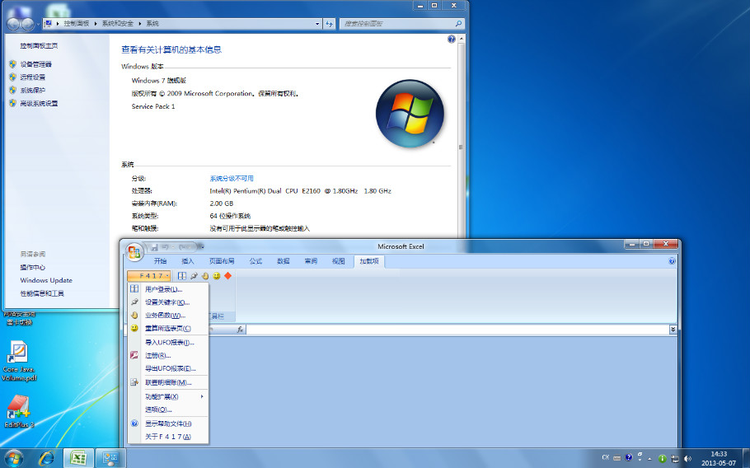 控制面板 ▸ 系统和安全 ▸ 系统
搜索控制面板
控制面板主页
设备管理器
远程设置
系统保护
高级系统设置
查看有关计算机的基本信息
Windows 版本
Windows 7 旗舰版
版权所有 © 2009 Microsoft Corporation。保留所有权利。
Service Pack 1
系统
分级: 系统分级不可用
处理器: Intel(R) Pentium(R) Dual CPU E2160 @ 1.80GHz 1.80 GHz
安装内存(RAM): 2.00 GB
系统类型: 64 位操作系统
笔和触摸: 没有可用于此显示器的笔或触控输入
另请参阅
操作中心
Windows Update
性能信息和工具
Microsoft Excel
开始 插入 页面布局 公式 数据 审阅 视图 加载项
F417
用户登录(L)...
设置关键字(K)...
业务函数(W)...
重算所选表页(C)
导入UFO报表(I)...
注册(R)...
导出UFO报表(E)...
联查明细账(M)...
功能扩展(X)
选项(O)...
显示帮助文件(H)
关于F417(A)
工具栏
fx
Core Java
Volume.pdf
EditPlus 3
CH
14:33
2013-05-07